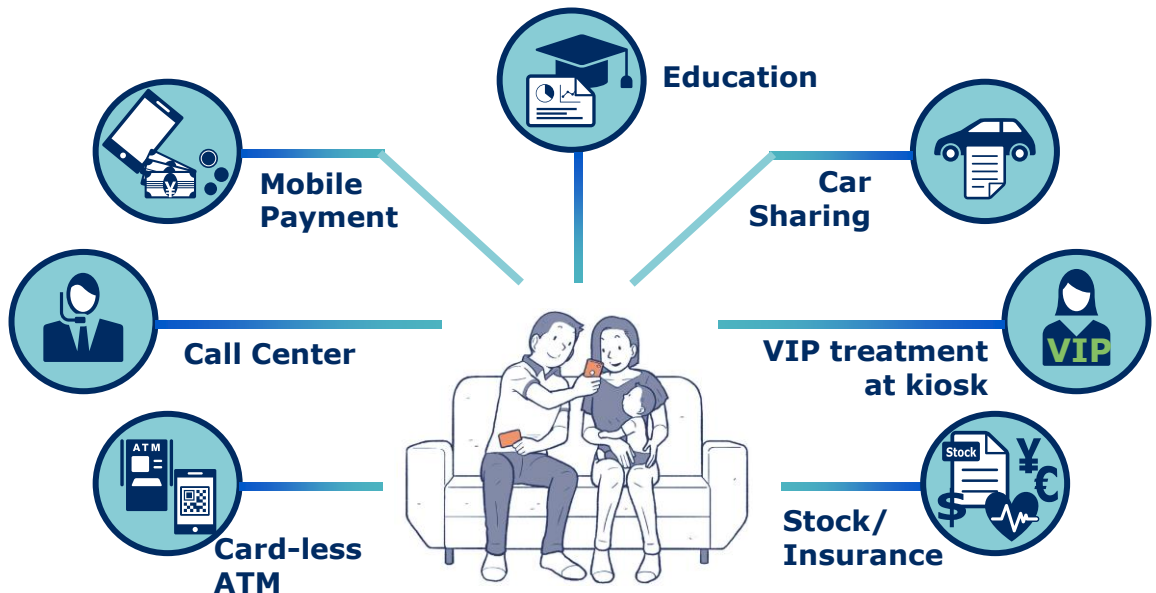 Education
Mobile
Payment
¥
Car
Sharing
Call Center
VIP treatment
at kiosk
VIP
ATM
Card-less
ATM
Stock
¥
€
$
Stock/
Insurance